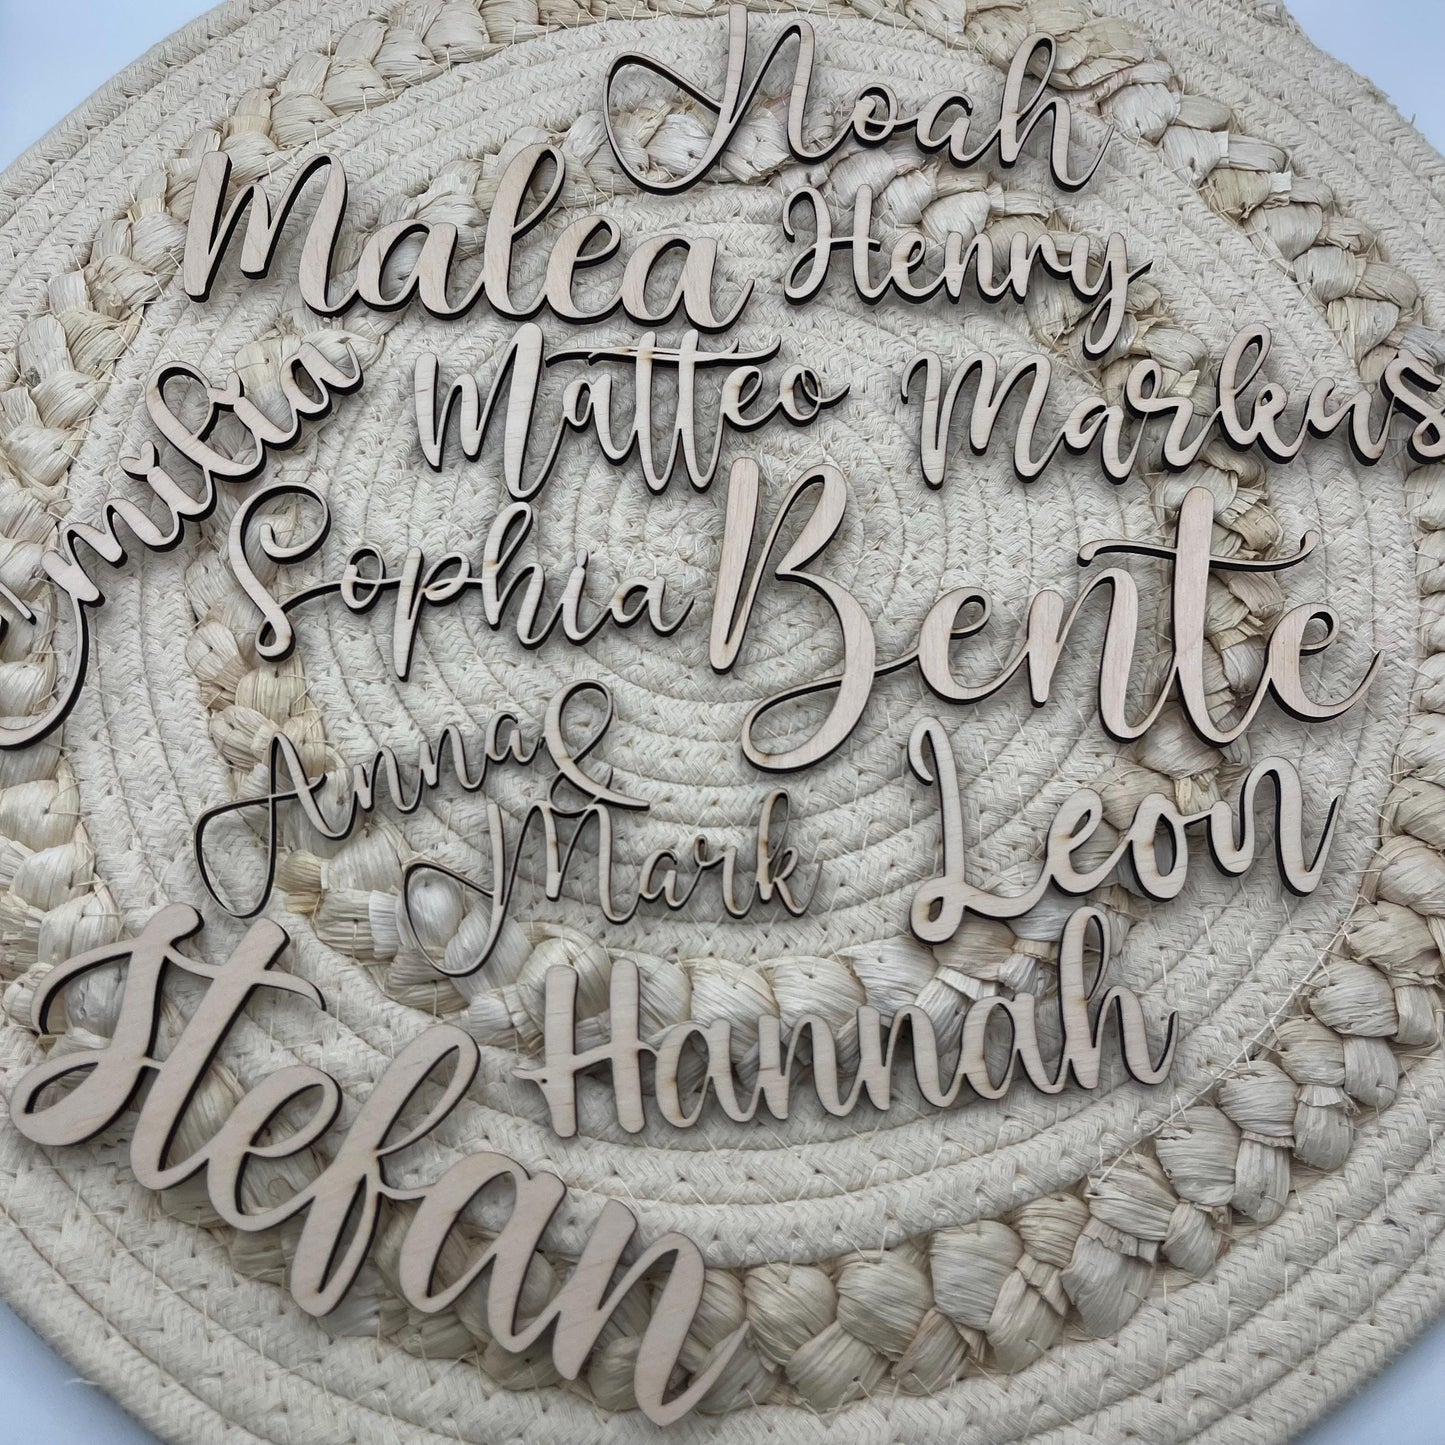 Noah
Malea
Henry
Emilia
Matteo
Markus
Sophia
Bente
Anna &
Mark
Leon
Hannah
Stefan